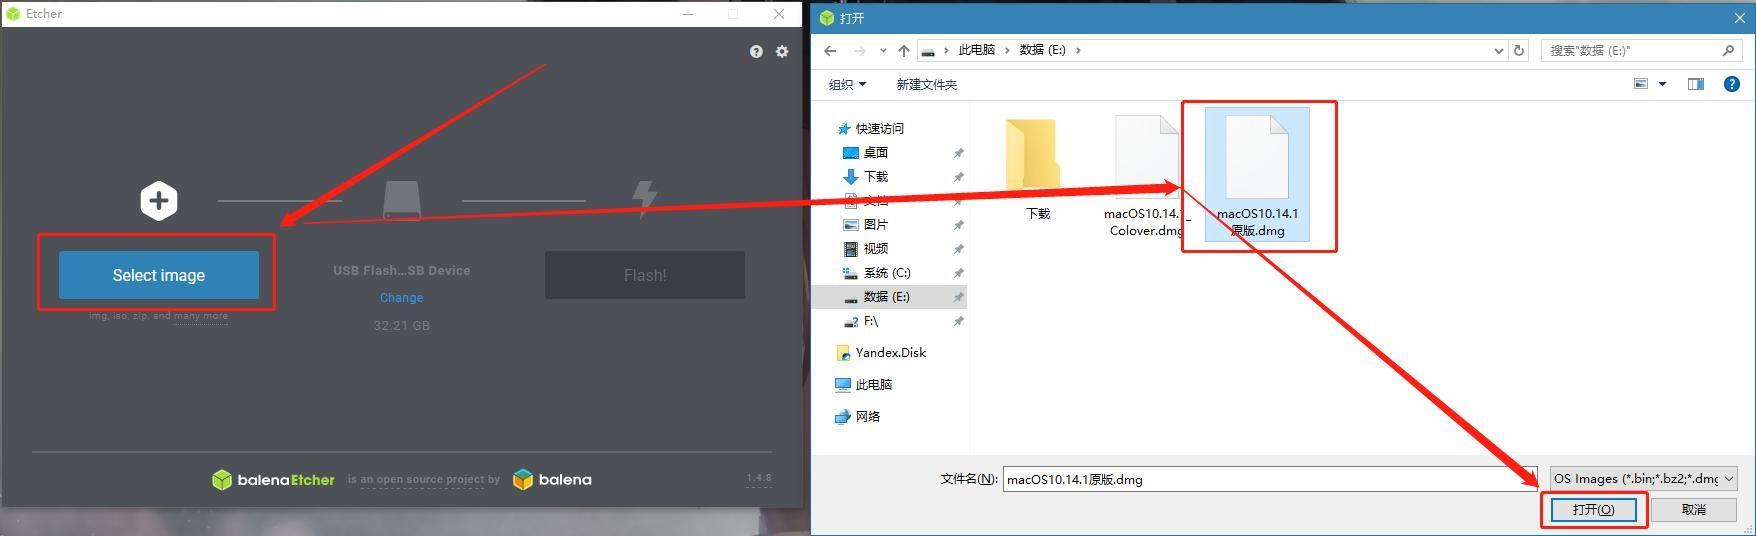 Etcher
Select image
img, iso, zip, and many more
USB Flash...SB Device
Change
32.21 GB
Flash!
balenaEtcher is an open source project by balena
1.4.8
打开
此电脑 > 数据 (E:) >
搜索"数据 (E:)"
组织
新建文件夹
快速访问
桌面
下载
文档
图片
视频
系统 (C:)
数据 (E:)
F:\
Yandex.Disk
此电脑
网络
下载
Colover.dmg
macOS10.14.1
原版.dmg
文件名(N):
macOS10.14.1原版.dmg
OS Images (*.bin;*.bz2;*.dmg
打开(O)
取消